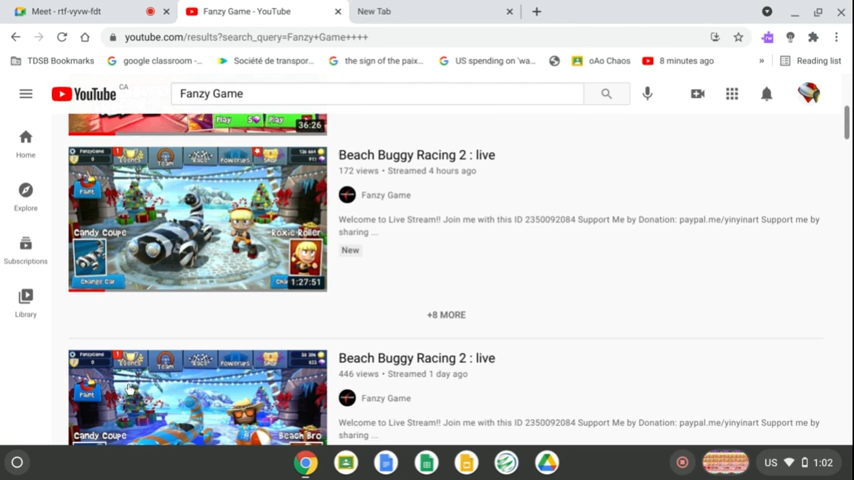 Meet - rtf-vyvw-fdt
Fanzy Game - YouTube
New Tab
youtube.com/results?search_query=Fanzy+Game++++
TDSB Bookmarks
google classroom -...
Société de transpor...
the sign of the paix...
US spending on 'wa...
oAo Chaos
8 minutes ago
Reading list
YouTube CA
Fanzy Game
Home
Explore
Subscriptions
Library
Play
Play
36:26
Paint
Team
Candy Coupe
Roxie Roller
Change Car
1:27:51
Beach Buggy Racing 2 : live
172 views • Streamed 4 hours ago
Fanzy Game
Welcome to Live Stream!! Join me with this ID 2350092084 Support Me by Donation: paypal.me/yinyinart Support me by
sharing ...
New
+8 MORE
Paint
Candy Coupe
Beach Bro
Beach Buggy Racing 2 : live
446 views • Streamed 1 day ago
Fanzy Game
Welcome to Live Stream!! Join me with this ID 2350092084 Support Me by Donation: paypal.me/yinyinart Support me by
sharing ...
US
1:02